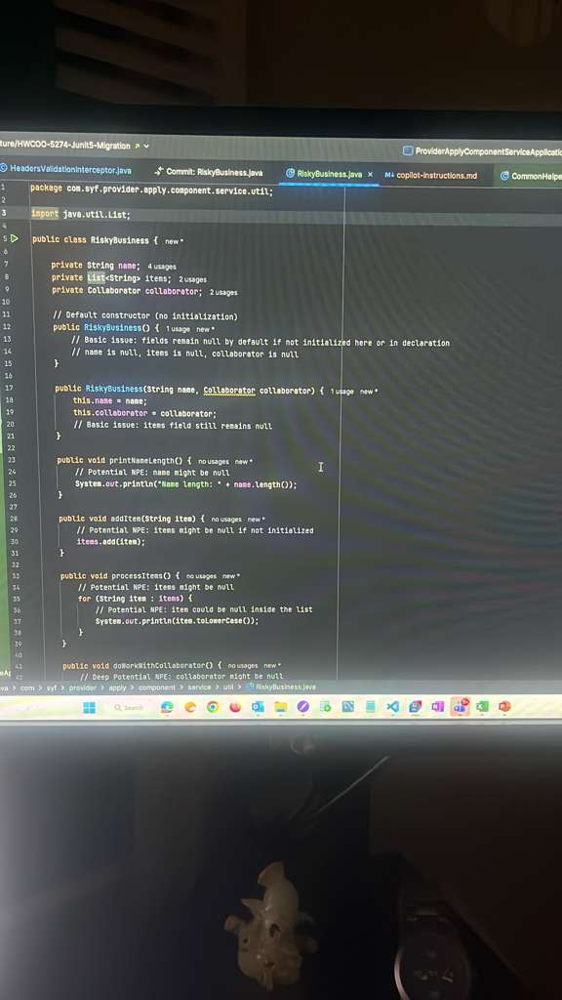 ture/HWCOO-5274-Junit5-Migration
ProviderApplyComponentServiceApplicatio
HeadersValidationInterceptor.java
Commit: RiskyBusiness.java
RiskyBusiness.java
M↓ copilot-instructions.md
CommonHelpe
1 package com.syf.provider.apply.component.service.util;
2
3 import java.util.List;
4
5 public class RiskyBusiness { new *
6
7 private String name; 4 usages
8 private List<String> items; 2 usages
9 private Collaborator collaborator; 2 usages
10
11 // Default constructor (no initialization)
12 public RiskyBusiness() { 1 usage new *
13 // Basic issue: fields remain null by default if not initialized here or in declaration
14 // name is null, items is null, collaborator is null
15 }
16
17 public RiskyBusiness(String name, Collaborator collaborator) { 1 usage new *
18 this.name = name;
19 this.collaborator = collaborator;
20 // Basic issue: items field still remains null
21 }
22
23 public void printNameLength() { no usages new *
24 // Potential NPE: name might be null
25 System.out.println("Name length: " + name.length());
26 }
27
28 public void addItem(String item) { no usages new *
29 // Potential NPE: items might be null if not initialized
30 items.add(item);
31 }
32
33 public void processItems() { no usages new *
34 // Potential NPE: items might be null
35 for (String item : items) {
36 // Potential NPE: item could be null inside the list
37 System.out.println(item.toLowerCase());
38 }
39 }
40
41 public void doWorkWithCollaborator() { no usages new *
42 // Deep Potential NPE: collaborator might be null
va > com > syf > provider > apply > component > service > util > RiskyBusiness.java
Search